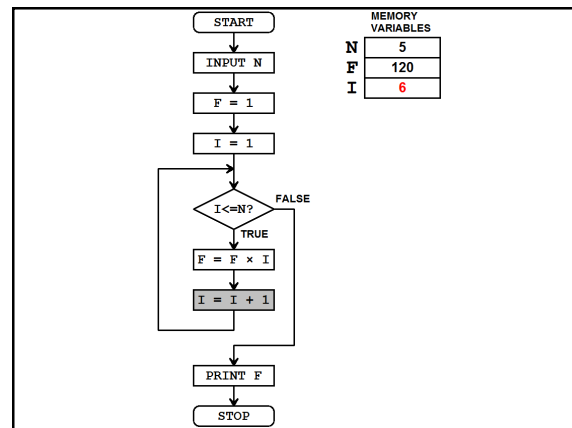 START
INPUT N
F = 1
I = 1
I<=N?
FALSE
TRUE
F = F × I
I = I + 1
PRINT F
STOP
MEMORY
VARIABLES
N 5
F 120
I 6